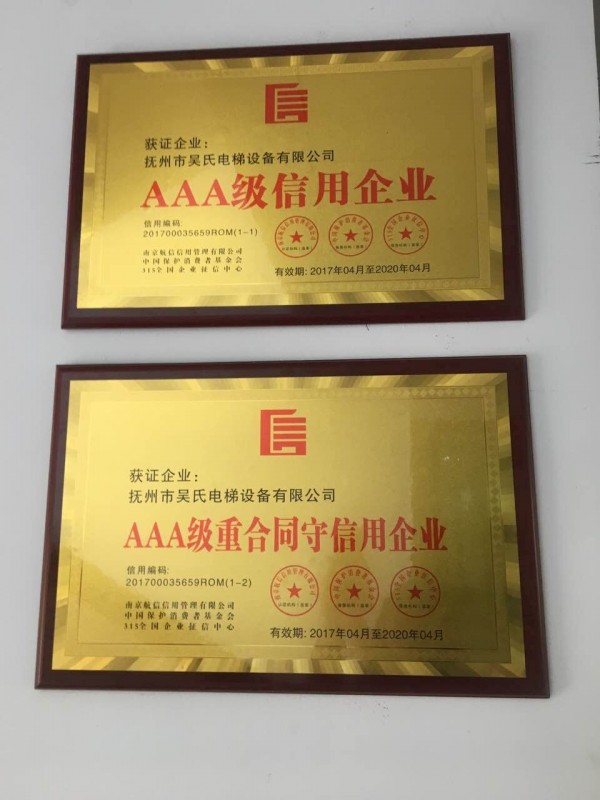 获证企业：
抚州市吴氏电梯设备有限公司
AAA级信用企业
信用编码:
201700035659ROM(1-1)
南京航信信用管理有限公司
中国保护消费者基金会
315全国企业征信中心
有效期: 2017年04月至2020年04月
获证企业：
抚州市吴氏电梯设备有限公司
AAA级重合同守信用企业
信用编码:
201700035659ROM(1-2)
南京航信信用管理有限公司
中国保护消费者基金会
315全国企业征信中心
有效期: 2017年04月至2020年04月